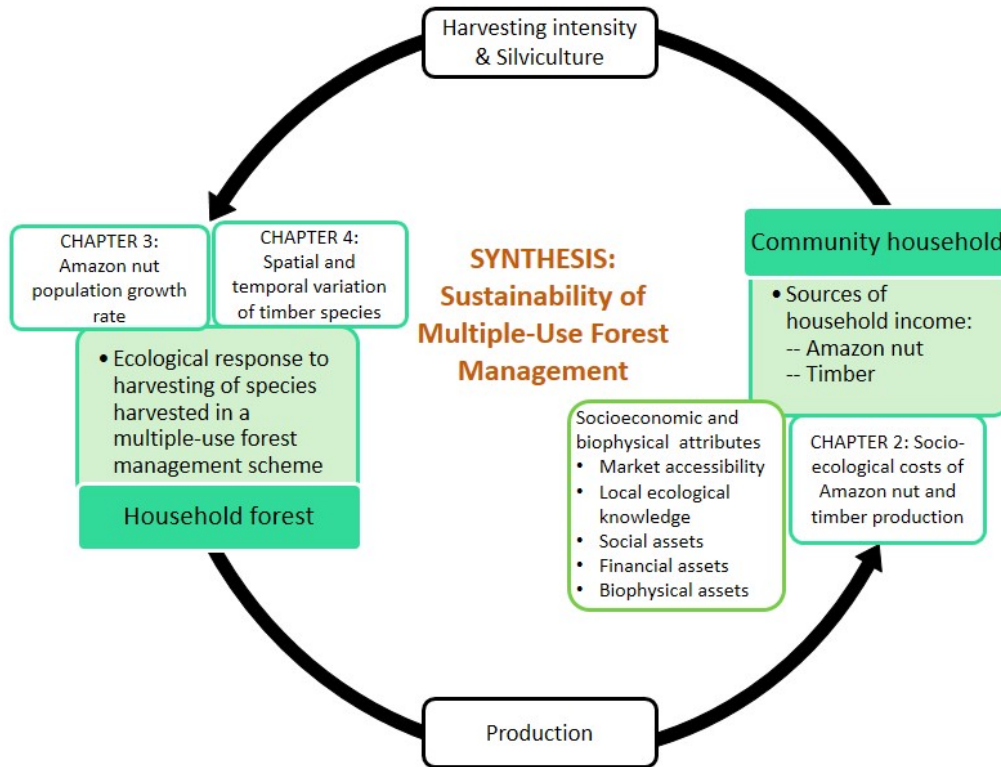 Harvesting intensity
& Silviculture
CHAPTER 3:
Amazon nut
population growth
rate
CHAPTER 4:
Spatial and
temporal variation
of timber species
• Ecological response to
harvesting of species
harvested in a
multiple-use forest
management scheme
Household forest
SYNTHESIS:
Sustainability of
Multiple-Use Forest
Management
Community household
• Sources of
household income:
-- Amazon nut
-- Timber
Socioeconomic and
biophysical attributes
• Market accessibility
• Local ecological
knowledge
• Social assets
• Financial assets
• Biophysical assets
CHAPTER 2: Socio-
ecological costs of
Amazon nut and
timber production
Production